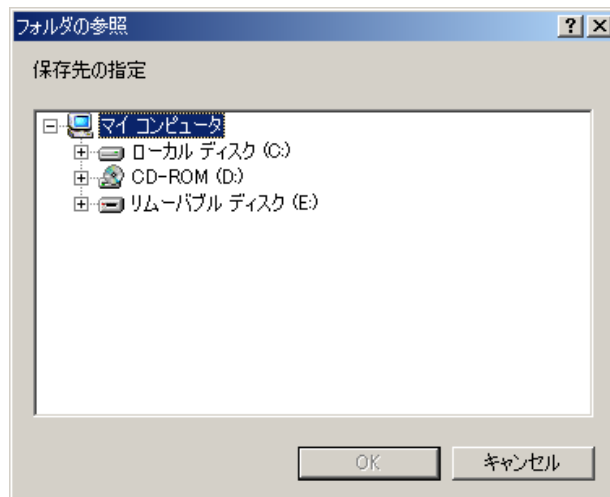 フォルダの参照
保存先の指定
マイ コンピュータ
ローカル ディスク (C:)
CD-ROM (D:)
リムーバブル ディスク (E:)
OK キャンセル